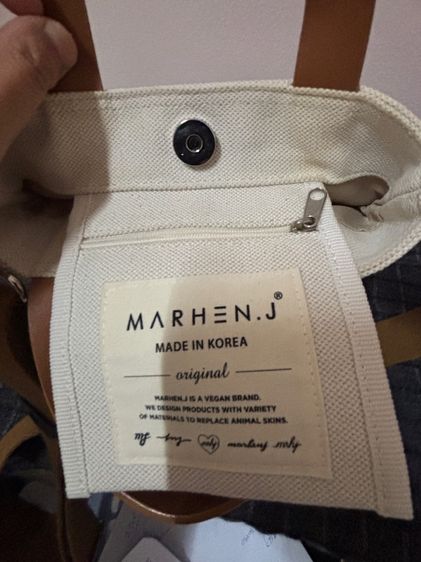 MARHEN.J®
MADE IN KOREA
original
MARHEN.J IS A VEGAN BRAND.
WE DESIGN PRODUCTS WITH VARIETY
OF MATERIALS TO REPLACE ANIMAL SKINS.